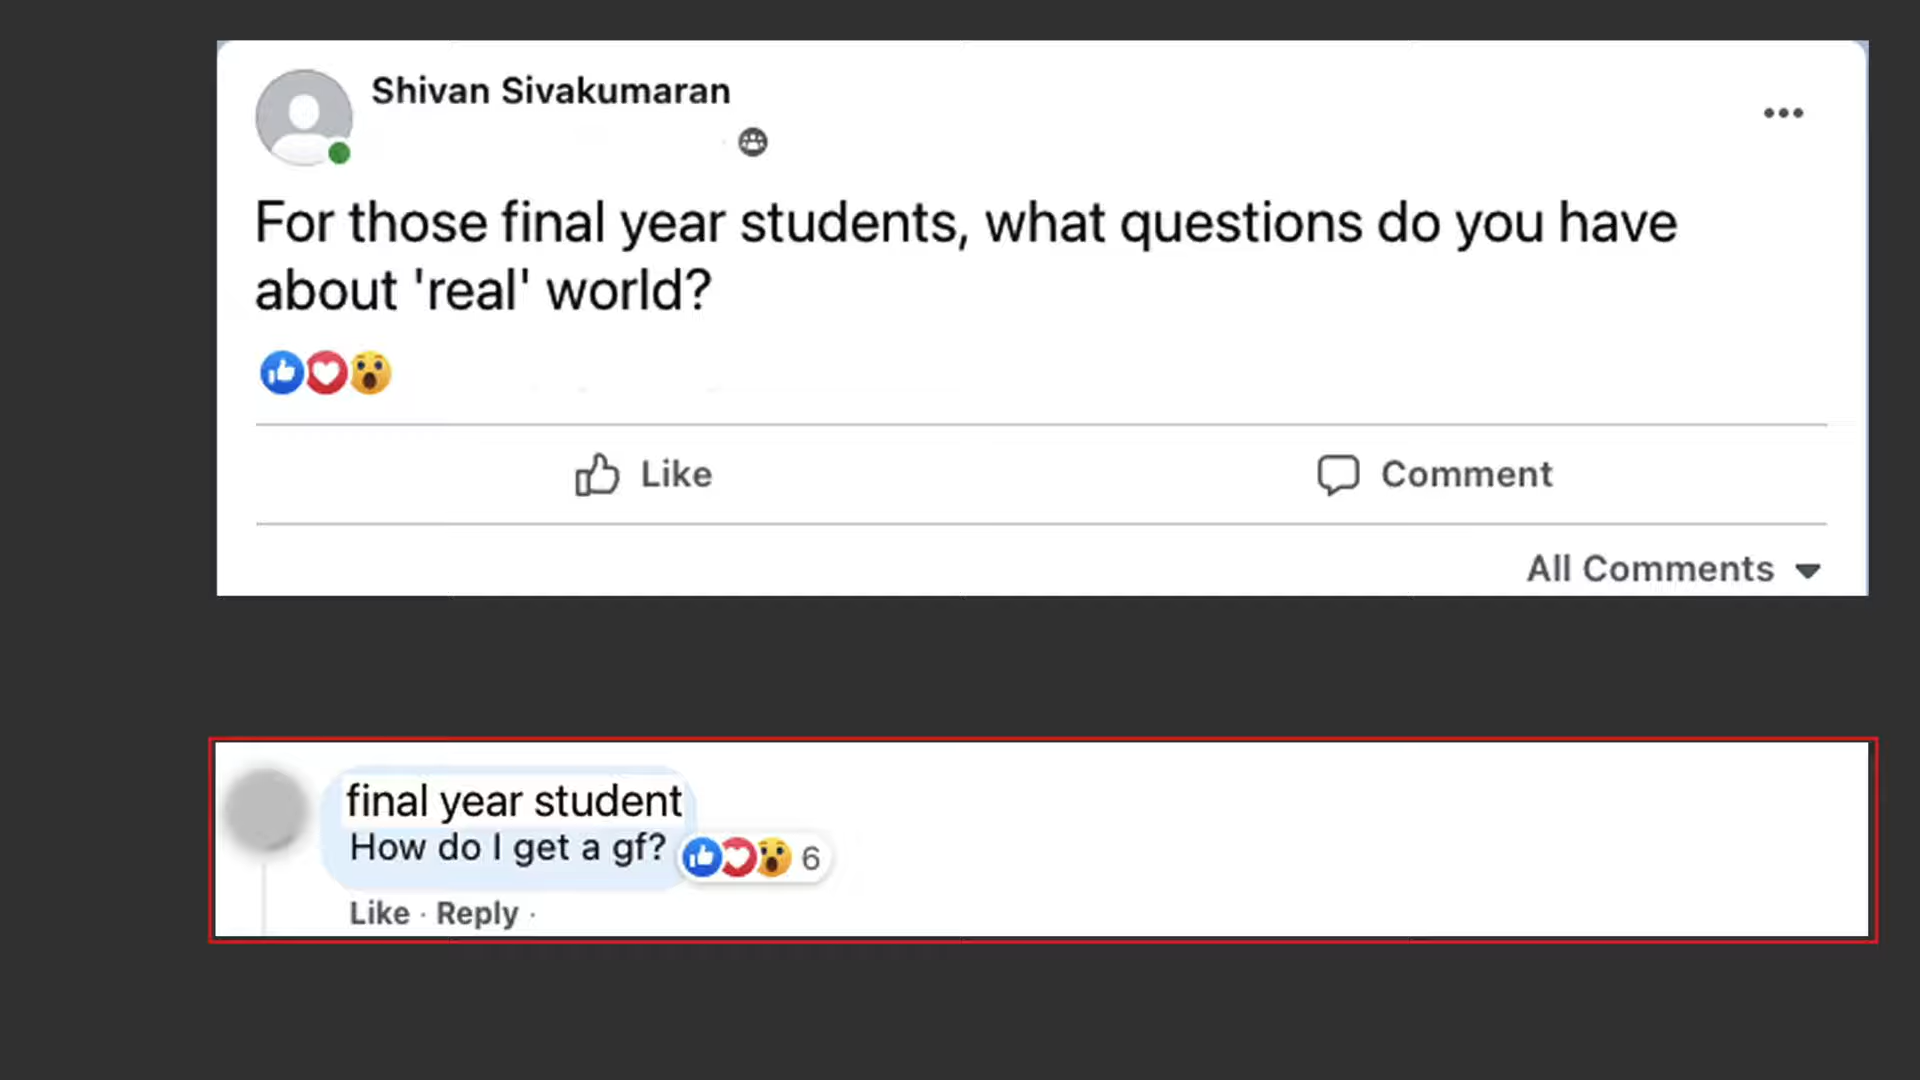 Shivan Sivakumaran
For those final year students, what questions do you have
about 'real' world?
Like
Comment
All Comments
final year student
How do I get a gf?
6
Like · Reply ·